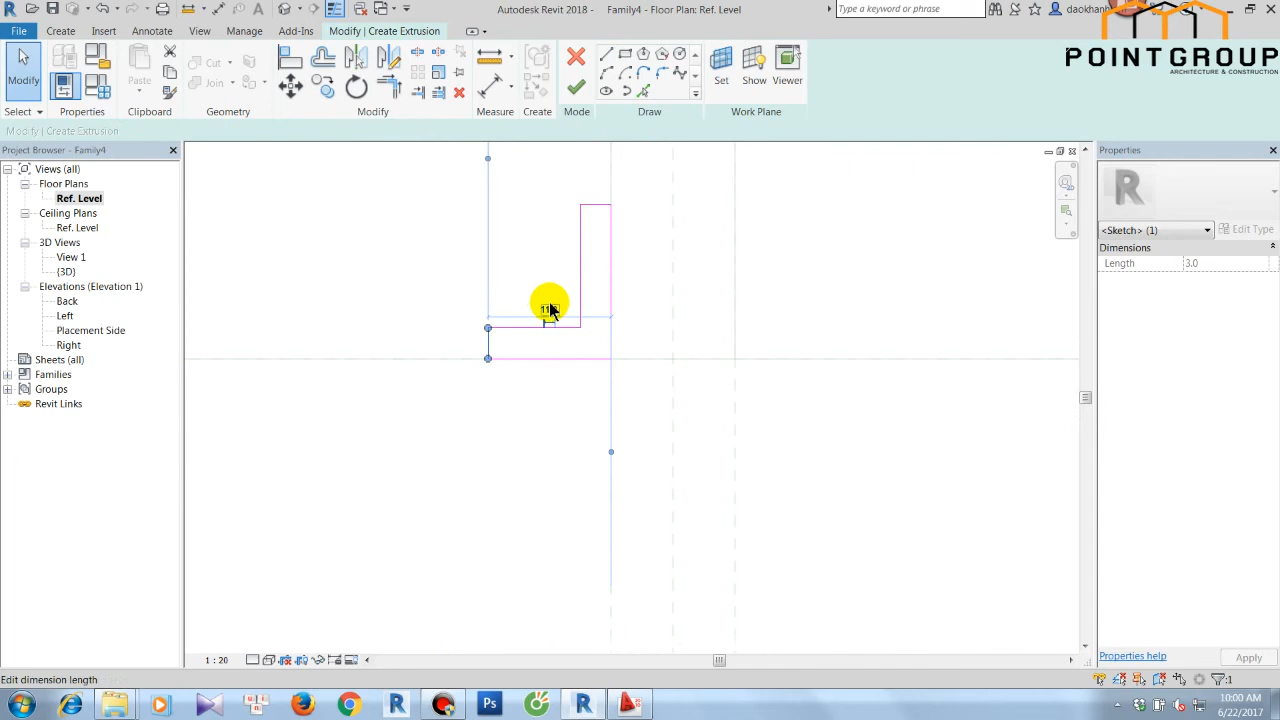 Autodesk Revit 2018 - Family4 - Floor Plan: Ref. Level
Type a keyword or phrase
File Create Insert Annotate View Manage Add-Ins Modify | Create Extrusion
POINTGROUP
ARCHITECTURE & CONSTRUCTION
Modify Paste Cut Join Set Show Viewer
Select Properties Clipboard Geometry Modify Measure Create Mode Draw Work Plane
Modify | Create Extrusion
Project Browser - Family4
Properties
Views (all)
Floor Plans
Ref. Level
Ceiling Plans
Ref. Level
3D Views
View 1
{3D}
Elevations (Elevation 1)
Back
Left
Placement Side
Right
Sheets (all)
Families
Groups
Revit Links
<Sketch> (1) Edit Type
Dimensions
Length 3.0
1 : 20
Properties help Apply
Edit dimension length
:1
Ps
10:00 AM
6/22/2017